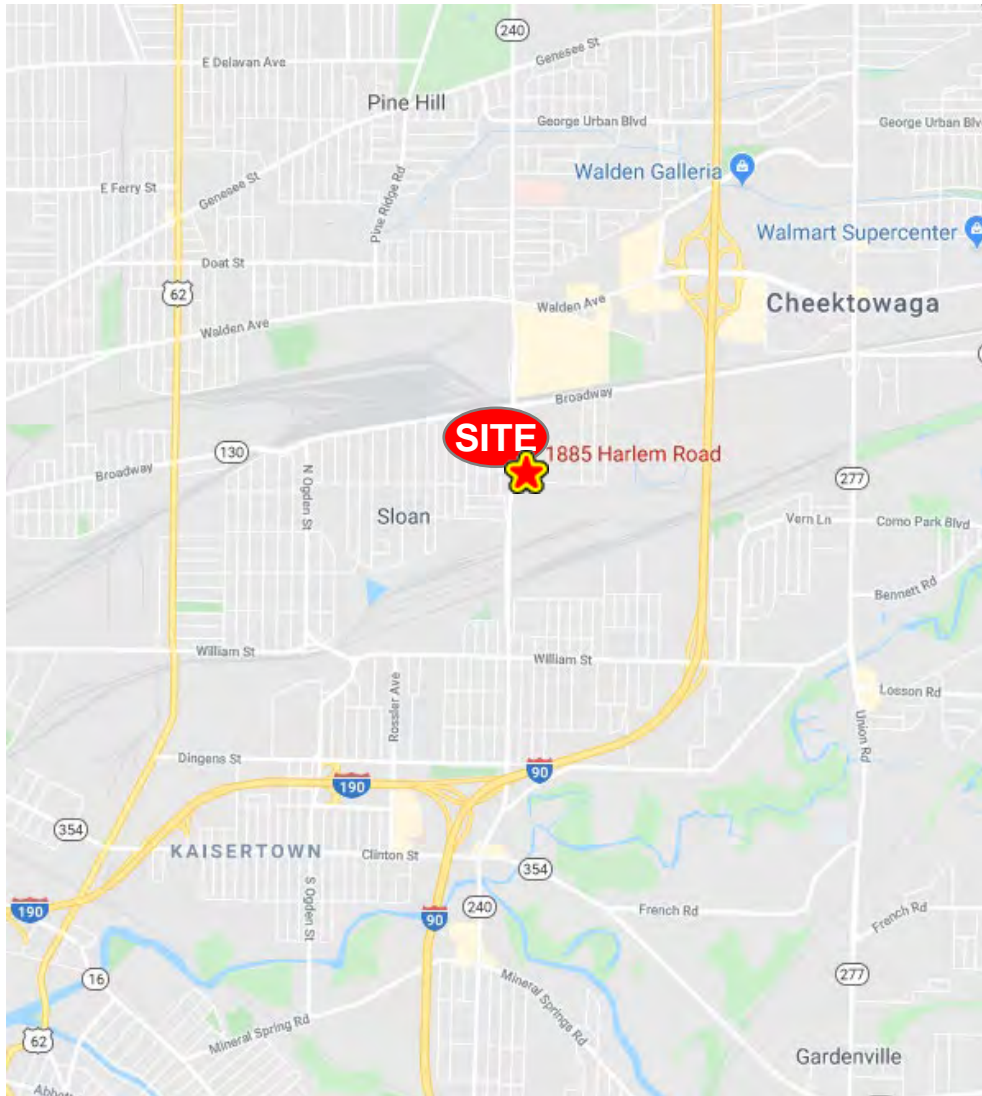 240
Genesee St
E Delavan Ave
Pine Hill
George Urban Blvd
George Urban Blv
Walden Galleria
E Ferry St
Genesee St
Pine Ridge Rd
Walmart Supercenter
Doat St
62
Walden Ave
Cheektowaga
Walden Ave
Broadway
SITE
1885 Harlem Road
130
Broadway
N Ogden St
277
Sloan
Vern Ln
Como Park Blvd
Bennett Rd
William St
William St
Rossler Ave
Losson Rd
Union Rd
Dingens St
90
190
354
KAISERTOWN
Clinton St
354
S Ogden St
240
190
90
French Rd
French Rd
16
277
Mineral Springs Rd
Mineral Spring Rd
62
Gardenville
Abbot